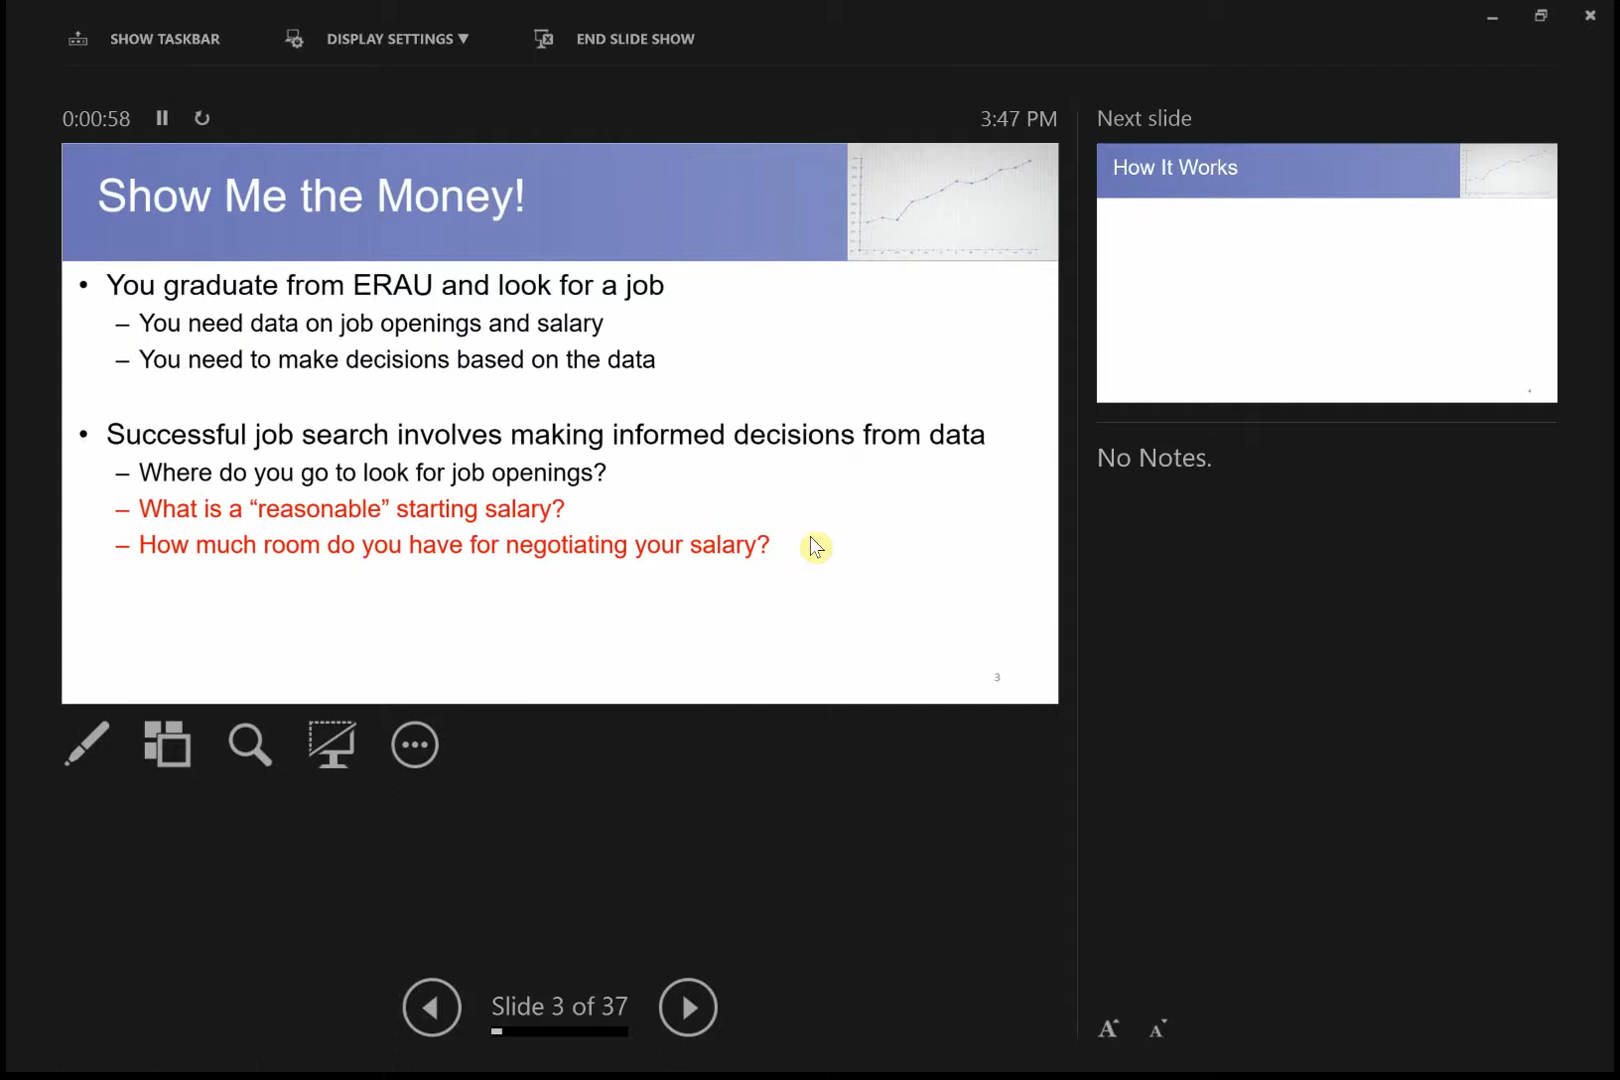 SHOW TASKBAR
DISPLAY SETTINGS ▼
END SLIDE SHOW
0:00:58
3:47 PM
Next slide
Show Me the Money!
• You graduate from ERAU and look for a job
– You need data on job openings and salary
– You need to make decisions based on the data
• Successful job search involves making informed decisions from data
– Where do you go to look for job openings?
– What is a “reasonable” starting salary?
– How much room do you have for negotiating your salary?
3
How It Works
No Notes.
Slide 3 of 37
A A